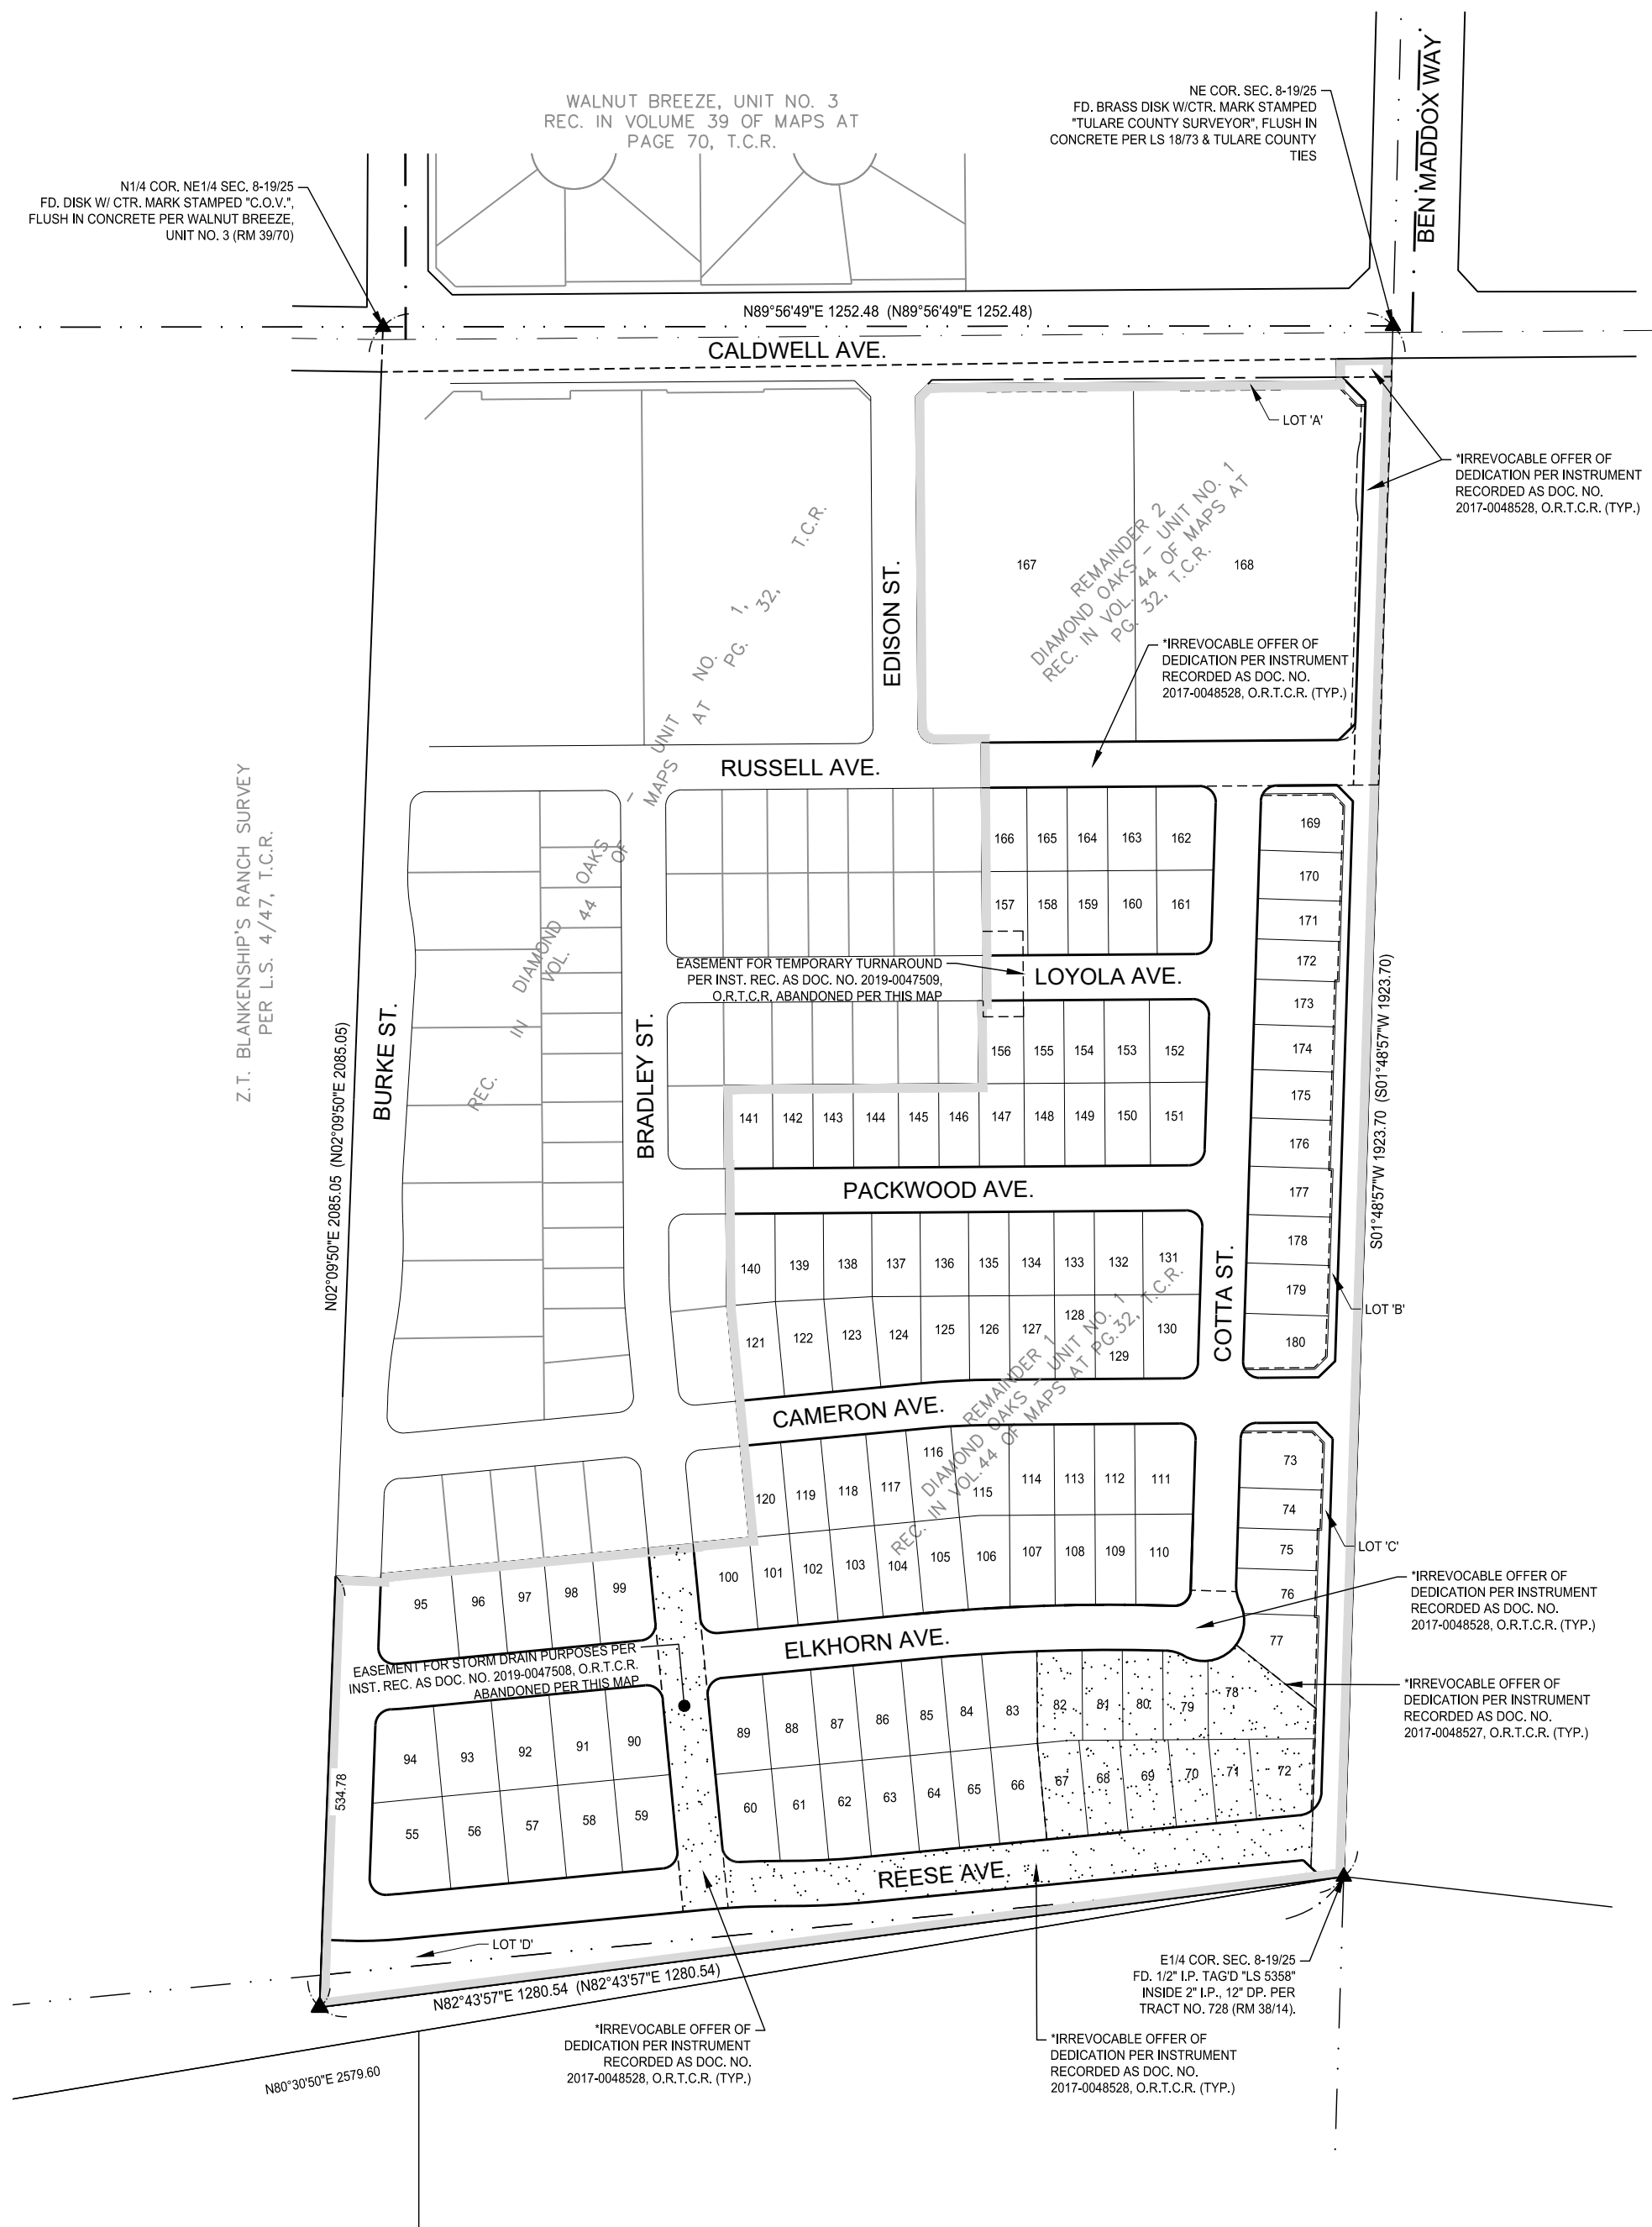 WALNUT BREEZE, UNIT NO. 3
REC. IN VOLUME 39 OF MAPS AT
PAGE 70, T.C.R.
NE COR. SEC. 8-19/25
FD. BRASS DISK W/CTR. MARK STAMPED
"TULARE COUNTY SURVEYOR", FLUSH IN
CONCRETE PER LS 18/73 & TULARE COUNTY
TIES
BEN MADDOX WAY
N1/4 COR. NE1/4 SEC. 8-19/25
FD. DISK W/ CTR. MARK STAMPED "C.O.V.",
FLUSH IN CONCRETE PER WALNUT BREEZE,
UNIT NO. 3 (RM 39/70)
N89°56'49"E 1252.48 (N89°56'49"E 1252.48)
CALDWELL AVE.
LOT 'A'
*IRREVOCABLE OFFER OF
DEDICATION PER INSTRUMENT
RECORDED AS DOC. NO.
2017-0048528, O.R.T.C.R. (TYP.)
REMAINDER 2
DIAMOND OAKS - UNIT NO. 1
REC. IN VOL. 44 OF MAPS AT
PG. 32, T.C.R.
167
168
EDISON ST.
*IRREVOCABLE OFFER OF
DEDICATION PER INSTRUMENT
RECORDED AS DOC. NO.
2017-0048528, O.R.T.C.R. (TYP.)
DIAMOND OAKS - UNIT NO. 1,
REC. IN VOL. 44 OF MAPS AT PG. 32, T.C.R.
RUSSELL AVE.
Z.T. BLANKENSHIP'S RANCH SURVEY
PER L.S. 4/47, T.C.R.
166 165 164 163 162
157 158 159 160 161
169
170
171
172
173
174
175
176
177
178
179
180
EASEMENT FOR TEMPORARY TURNAROUND
PER INST. REC. AS DOC. NO. 2019-0047509,
O.R.T.C.R, ABANDONED PER THIS MAP
LOYOLA AVE.
BURKE ST.
BRADLEY ST.
N02°09'50"E 2085.05 (N02°09'50"E 2085.05)
S01°48'57"W 1923.70 (S01°48'57"W 1923.70)
156 155 154 153 152
141 142 143 144 145 146 147 148 149 150 151
PACKWOOD AVE.
140 139 138 137 136 135 134 133 132 131
121 122 123 124 125 126 127 128 129 130
COTTA ST.
LOT 'B'
REMAINDER 1
DIAMOND OAKS - UNIT NO. 1
REC. IN VOL.44 OF MAPS AT PG.32, T.C.R.
CAMERON AVE.
120 119 118 117 116 115 114 113 112 111
100 101 102 103 104 105 106 107 108 109 110
73
74
75
76
77
LOT 'C'
95 96 97 98 99
*IRREVOCABLE OFFER OF
DEDICATION PER INSTRUMENT
RECORDED AS DOC. NO.
2017-0048528, O.R.T.C.R. (TYP.)
ELKHORN AVE.
EASEMENT FOR STORM DRAIN PURPOSES PER
INST. REC. AS DOC. NO. 2019-0047508, O.R.T.C.R.
ABANDONED PER THIS MAP
*IRREVOCABLE OFFER OF
DEDICATION PER INSTRUMENT
RECORDED AS DOC. NO.
2017-0048527, O.R.T.C.R. (TYP.)
94 93 92 91 90
89 88 87 86 85 84 83 82 81 80 79 78
55 56 57 58 59
60 61 62 63 64 65 66 67 68 69 70 71 72
534.78
REESE AVE.
LOT 'D'
N82°43'57"E 1280.54 (N82°43'57"E 1280.54)
E1/4 COR. SEC. 8-19/25
FD. 1/2" I.P. TAG'D "LS 5358"
INSIDE 2" I.P., 12" DP. PER
TRACT NO. 728 (RM 38/14).
*IRREVOCABLE OFFER OF
DEDICATION PER INSTRUMENT
RECORDED AS DOC. NO.
2017-0048528, O.R.T.C.R. (TYP.)
*IRREVOCABLE OFFER OF
DEDICATION PER INSTRUMENT
RECORDED AS DOC. NO.
2017-0048528, O.R.T.C.R. (TYP.)
N80°30'50"E 2579.60